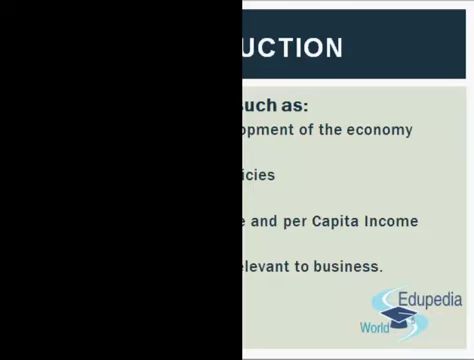 UCTION
such as:
opment of the economy
icies
e and per Capita Income
elevant to business.
Edupedia
World